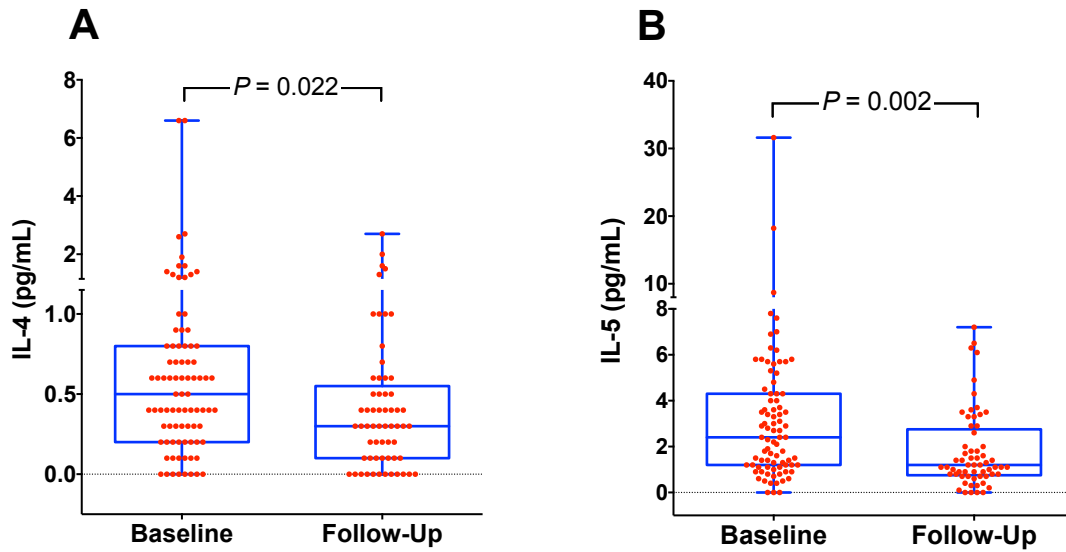 A
IL-4 (pg/mL)
8
6
4
2
1.0
0.5
0.0
P = 0.022
Baseline
Follow-Up
B
IL-5 (pg/mL)
40
30
20
10
8
6
4
2
0
P = 0.002
Baseline
Follow-Up